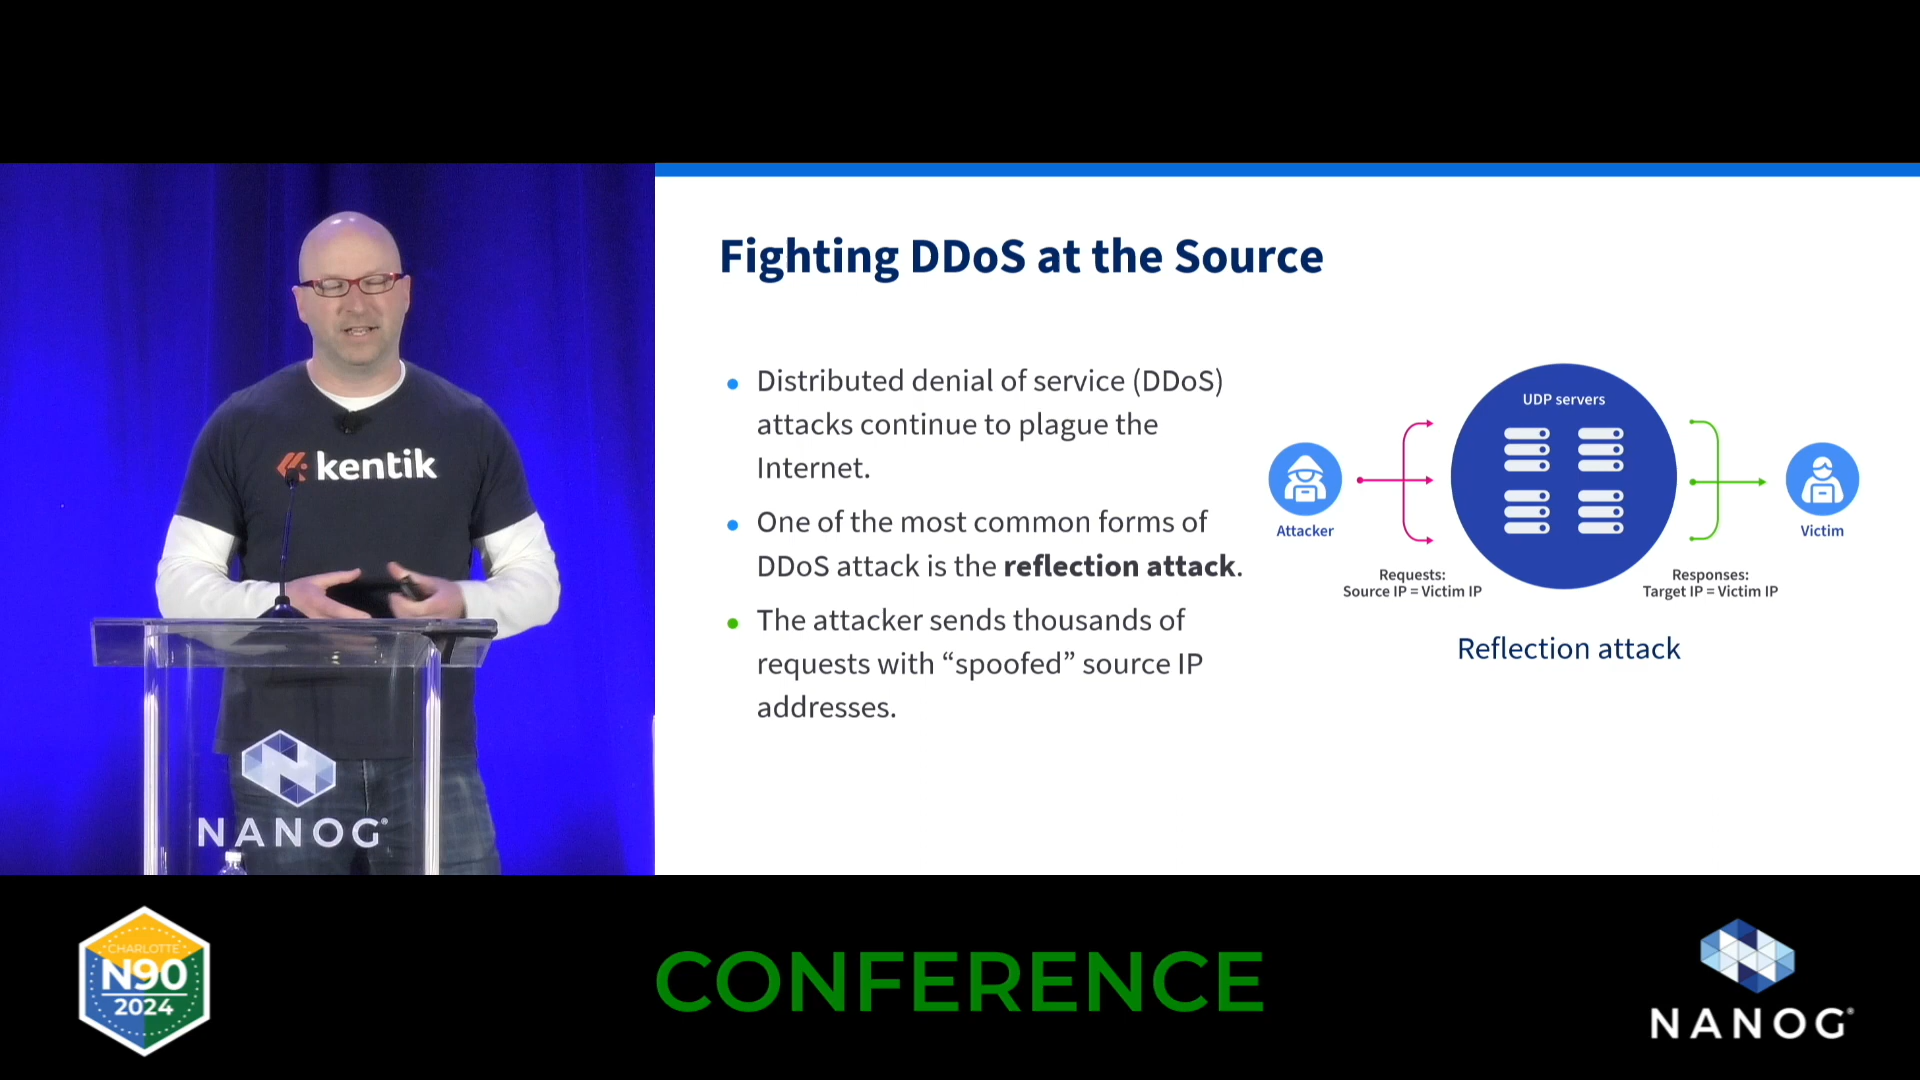 kentik
NANOG®
Fighting DDoS at the Source
Distributed denial of service (DDoS)
attacks continue to plague the
Internet.
One of the most common forms of
DDoS attack is the reflection attack.
The attacker sends thousands of
requests with “spoofed” source IP
addresses.
UDP servers
Attacker
Victim
Requests:
Source IP = Victim IP
Responses:
Target IP = Victim IP
Reflection attack
CHARLOTTE
N90
2024
CONFERENCE
NANOG®